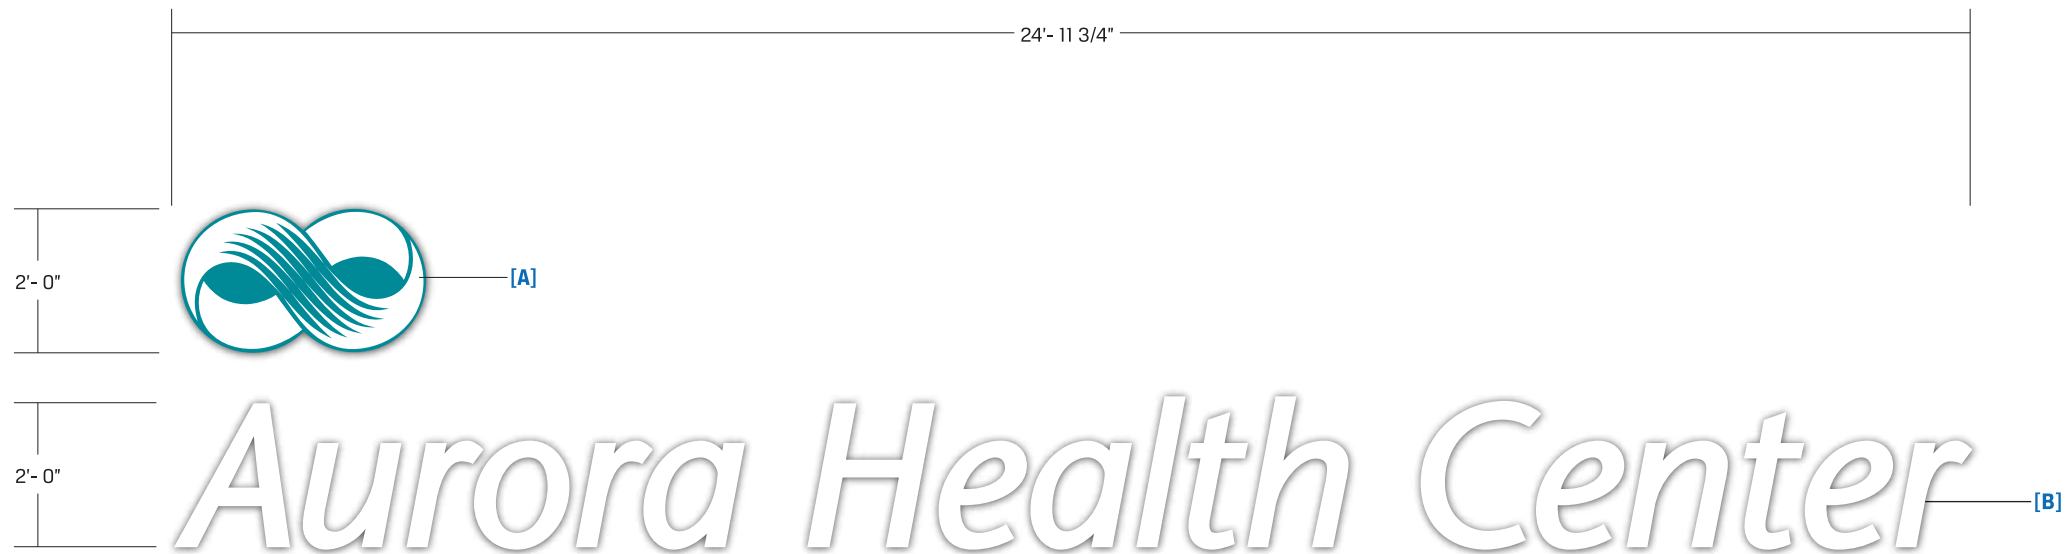 24'- 11 3/4"
2'- 0"
[A]
2'- 0"
Aurora Health Center
[B]